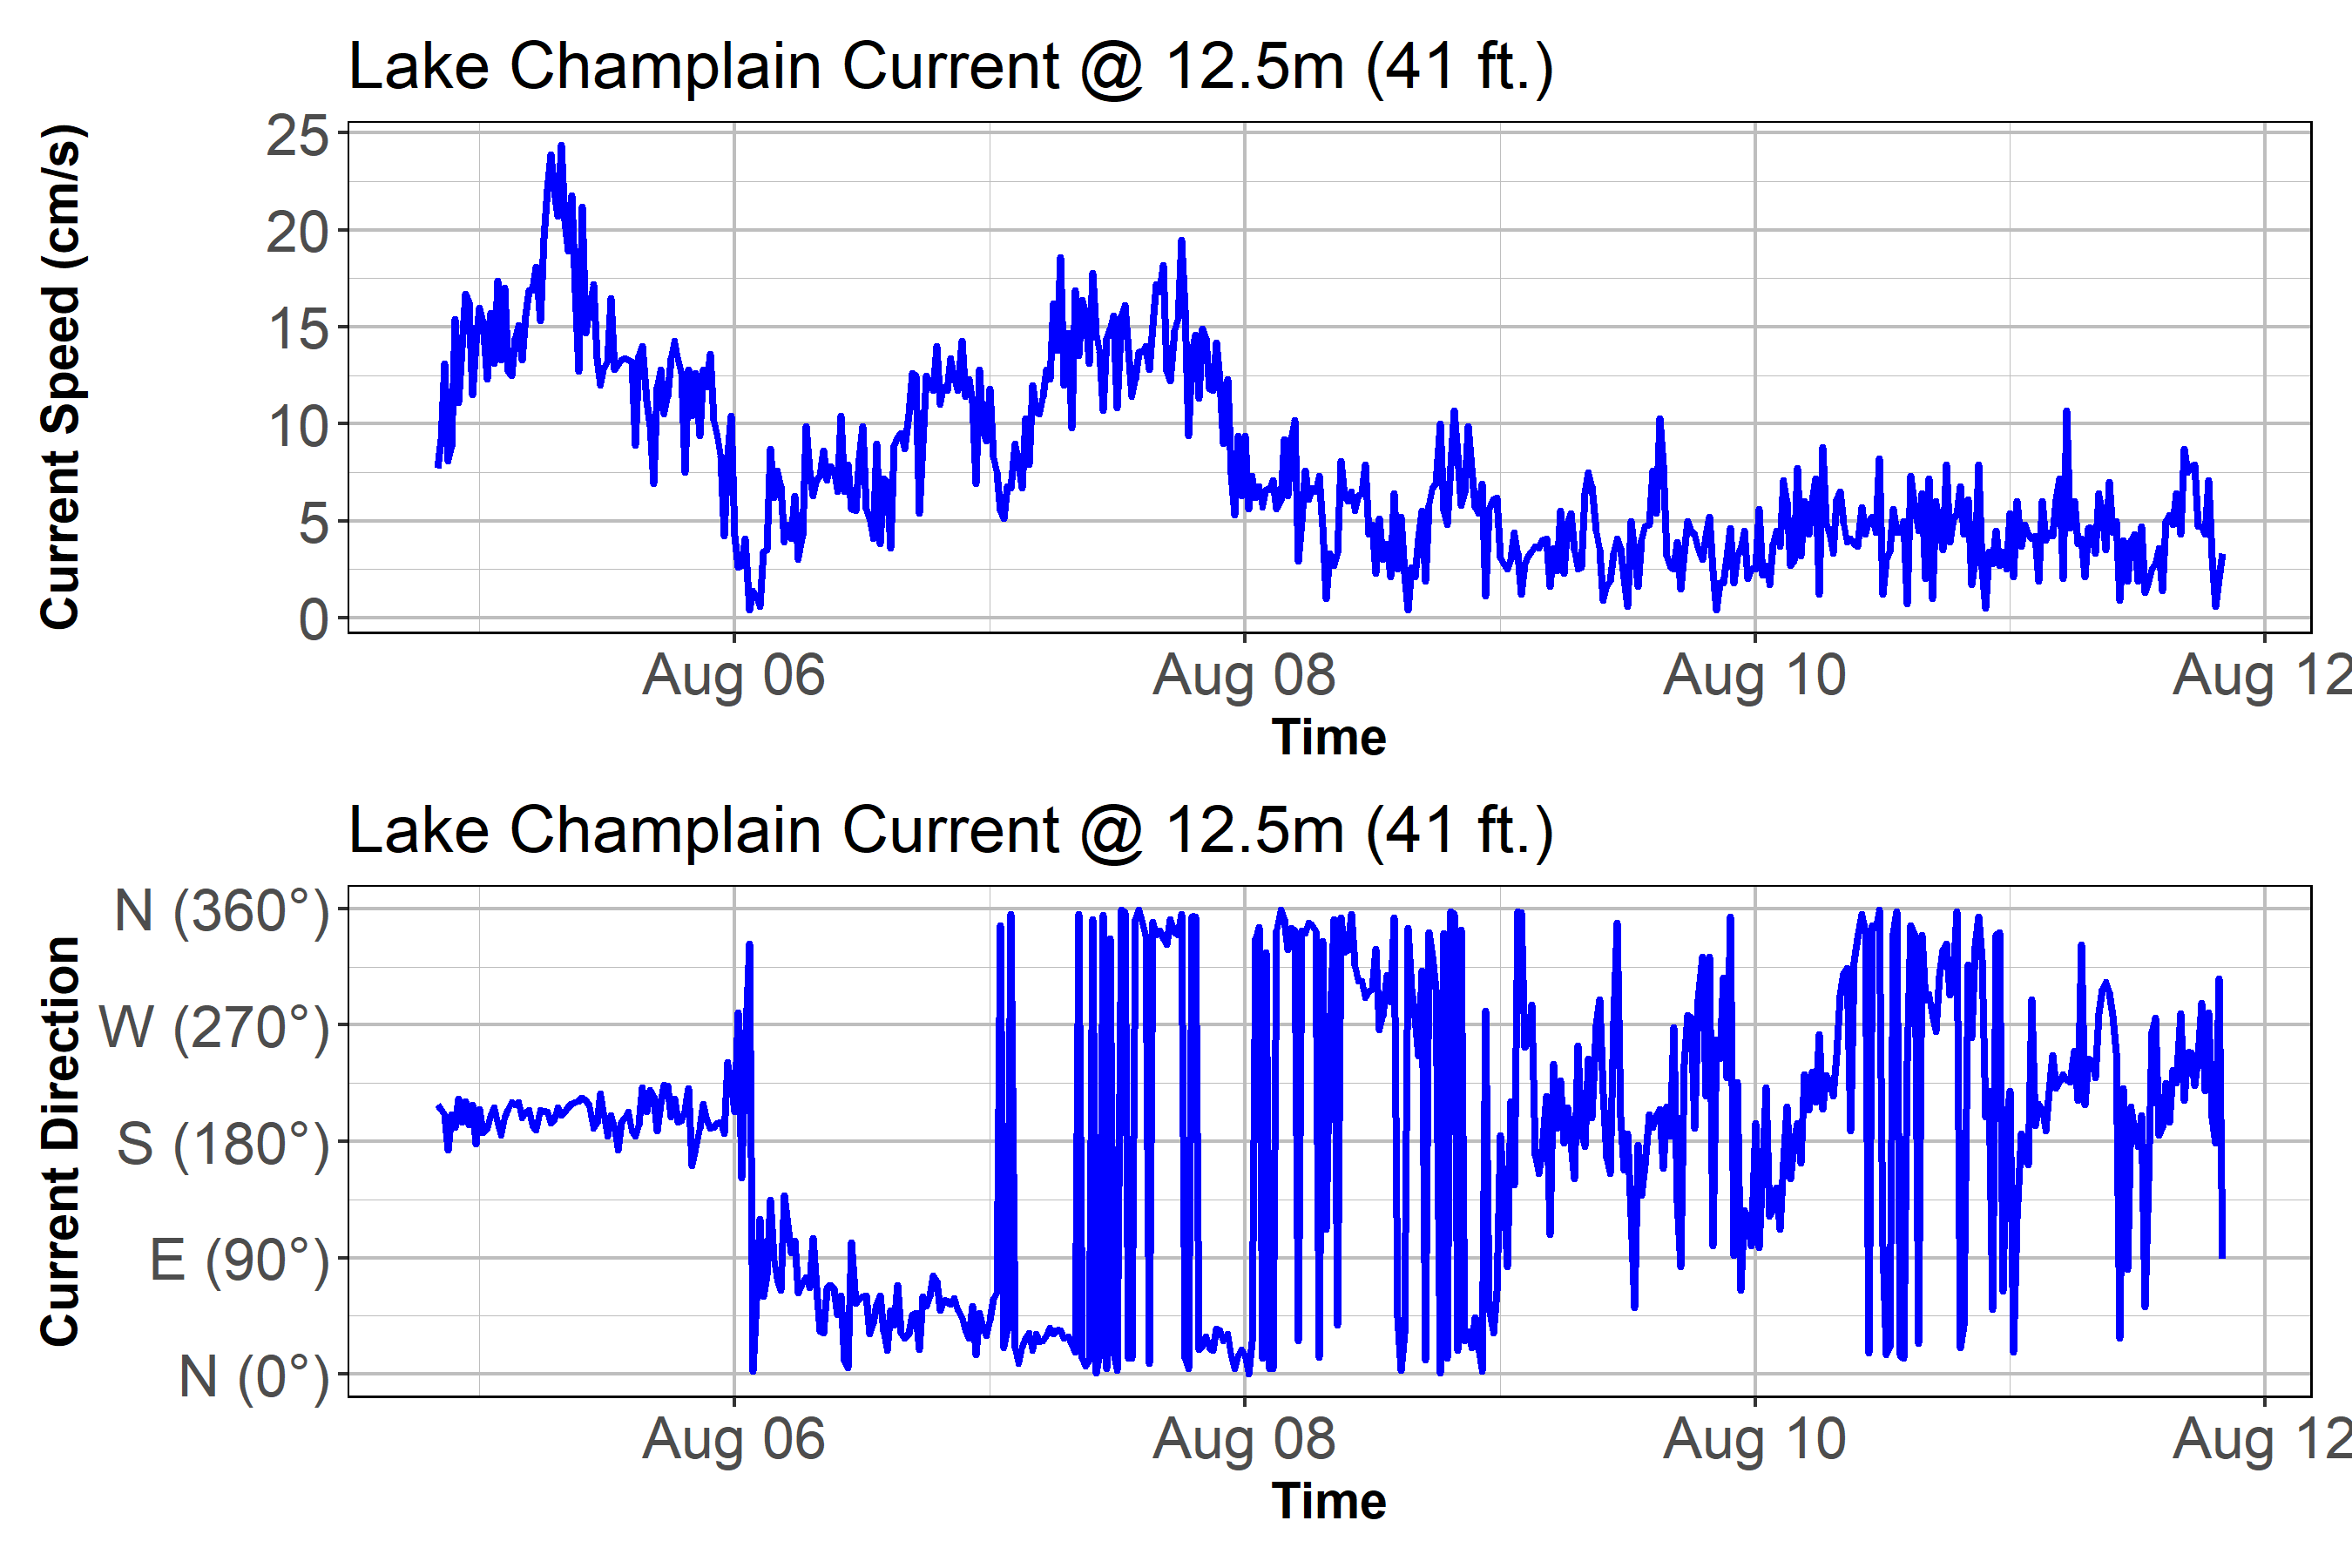 Lake Champlain Current @ 12.5m (41 ft.)
Current Speed (cm/s)
25
20
15
10
5
0
Aug 06 Aug 08 Aug 10 Aug 12
Time
Lake Champlain Current @ 12.5m (41 ft.)
Current Direction
N (360°)
W (270°)
S (180°)
E (90°)
N (0°)
Aug 06 Aug 08 Aug 10 Aug 12
Time